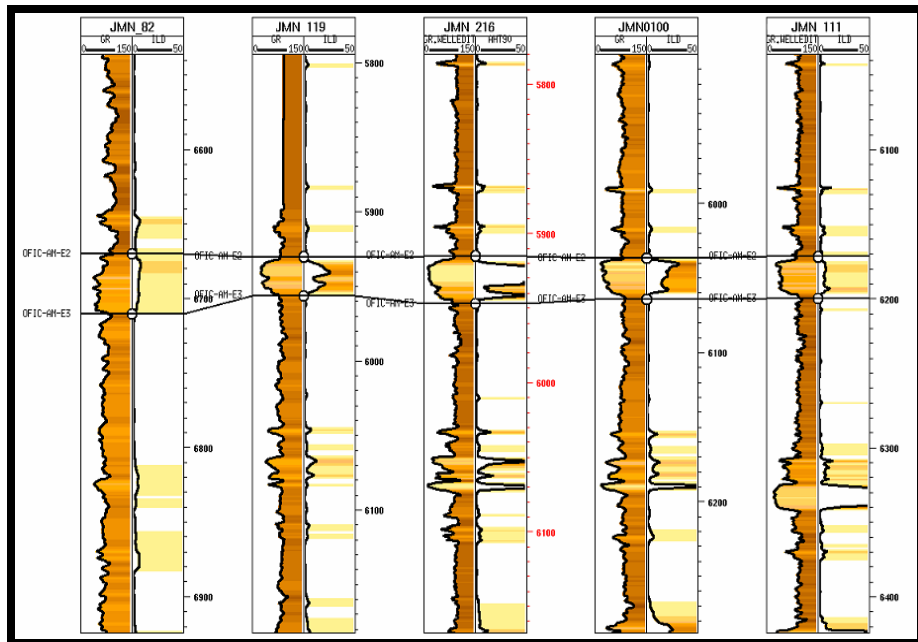 JMN_82 JMN 119 JMN 216 JMN0100 JMN 111
GR GR ILD GR.WELLEDIT AHT90 GR ILD GR.WELLEDIT ILD
0 150 0 50 0 150 0 50 0 150 0 50 0 150 0 50 0 150 0 50
5800
5800
6600 6100
6000
5900
5900
OFIC-AM-E2 OFIC-AM-E2 OFIC-AM-E2 OFIC-AM-E2 OFIC-AM-E2
6700 OFIC-AM-E3 OFIC-AM-E3 OFIC-AM-E3 OFIC-AM-E3 6200
OFIC-AM-E3
6100
6000
6000
6800 6300
6200
6100
6100
6900 6400